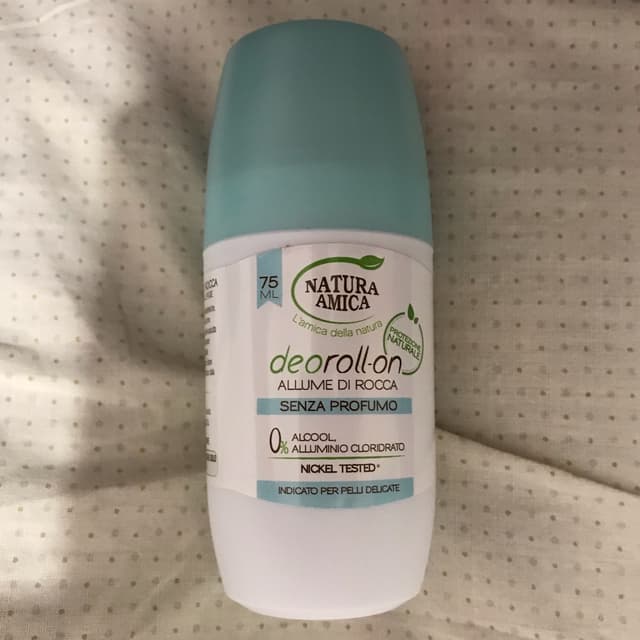 75
ML
NATURA
AMICA
L'amica della natura
PROTEZIONE
NATURALE
deoroll-on
ALLUME DI ROCCA
SENZA PROFUMO
0% ALCOOL,
ALLUMINIO CLORIDRATO
NICKEL TESTED*
INDICATO PER PELLI DELICATE